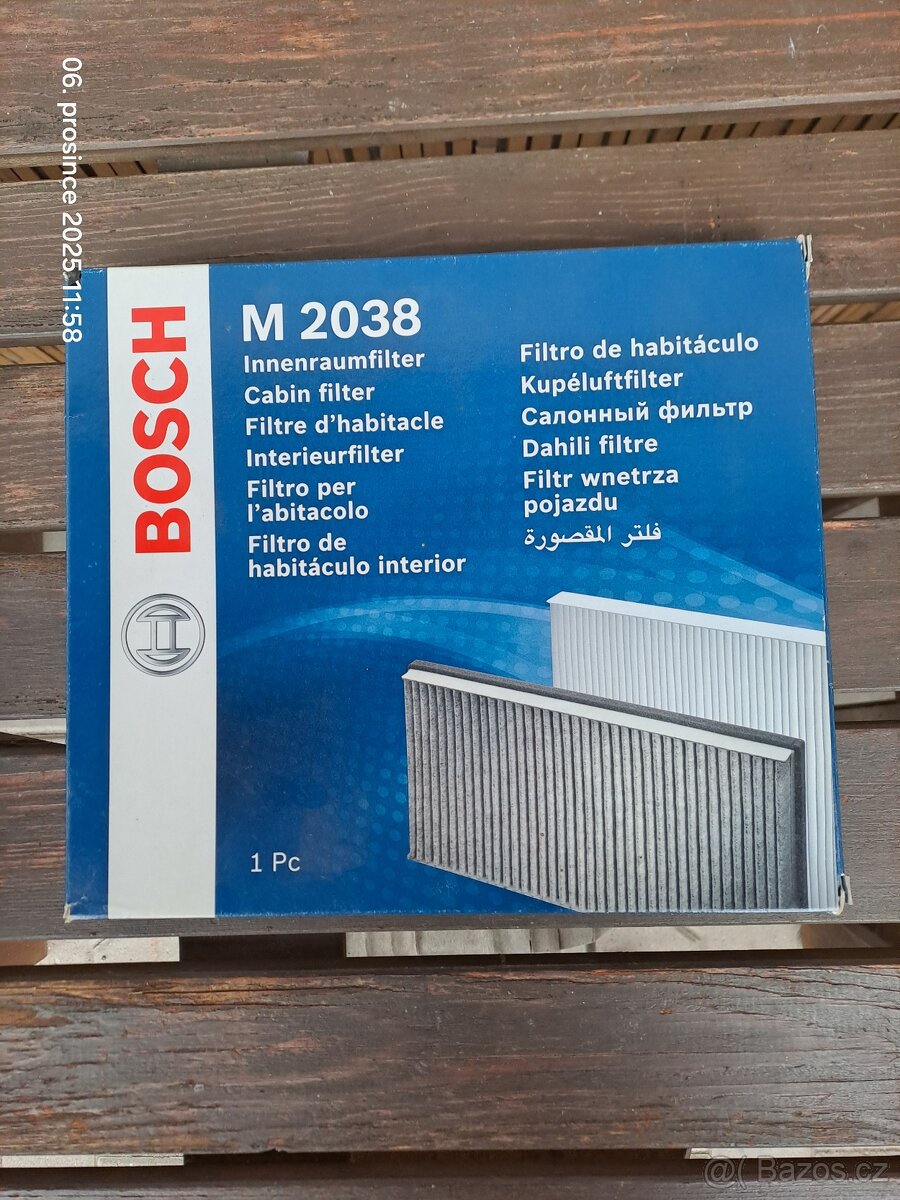 06. prosince 2025 11:58
BOSCH
M 2038
Innenraumfilter
Cabin filter
Filtre d'habitacle
Interieurfilter
Filtro per
l'abitacolo
Filtro de
habitáculo interior
Filtro de habitáculo
Kupéluftfilter
Салонный фильтр
Dahili filtre
Filtr wnetrza
pojazdu
فلتر المقصورة
1 Pc
@( Bazos.cz